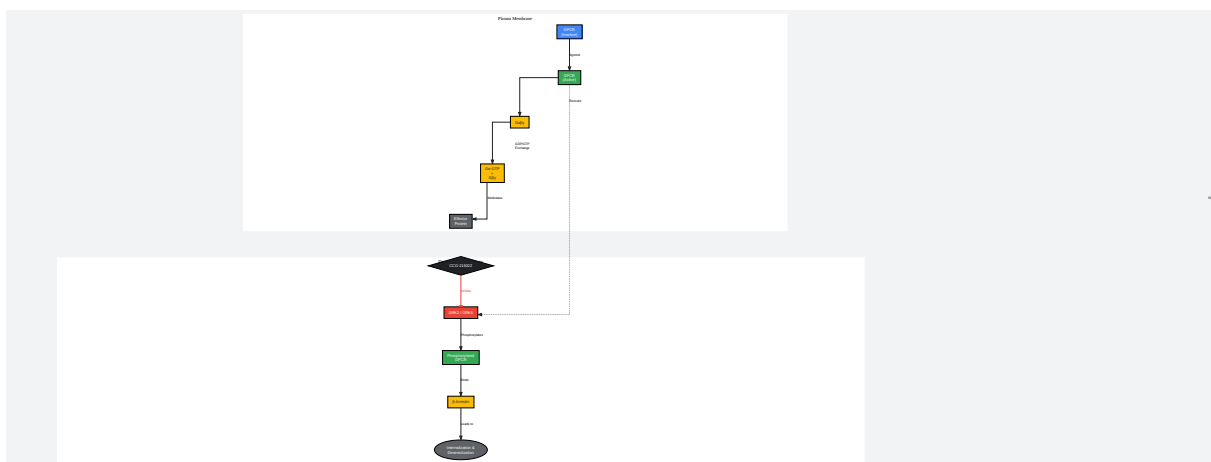 Plasma Membrane
GPCR
(Inactive)
Agonist
GPCR
(Active)
Recruits
Gαβγ
GDP/GTP
Exchange
Gα-GTP
+
Gβγ
Modulates
Effector
Protein
CCG-224022
Inhibits
GRK2 / GRK5
Phosphorylates
Phosphorylated
GPCR
Binds
β-Arrestin
Leads to
Internalization &
Desensitization